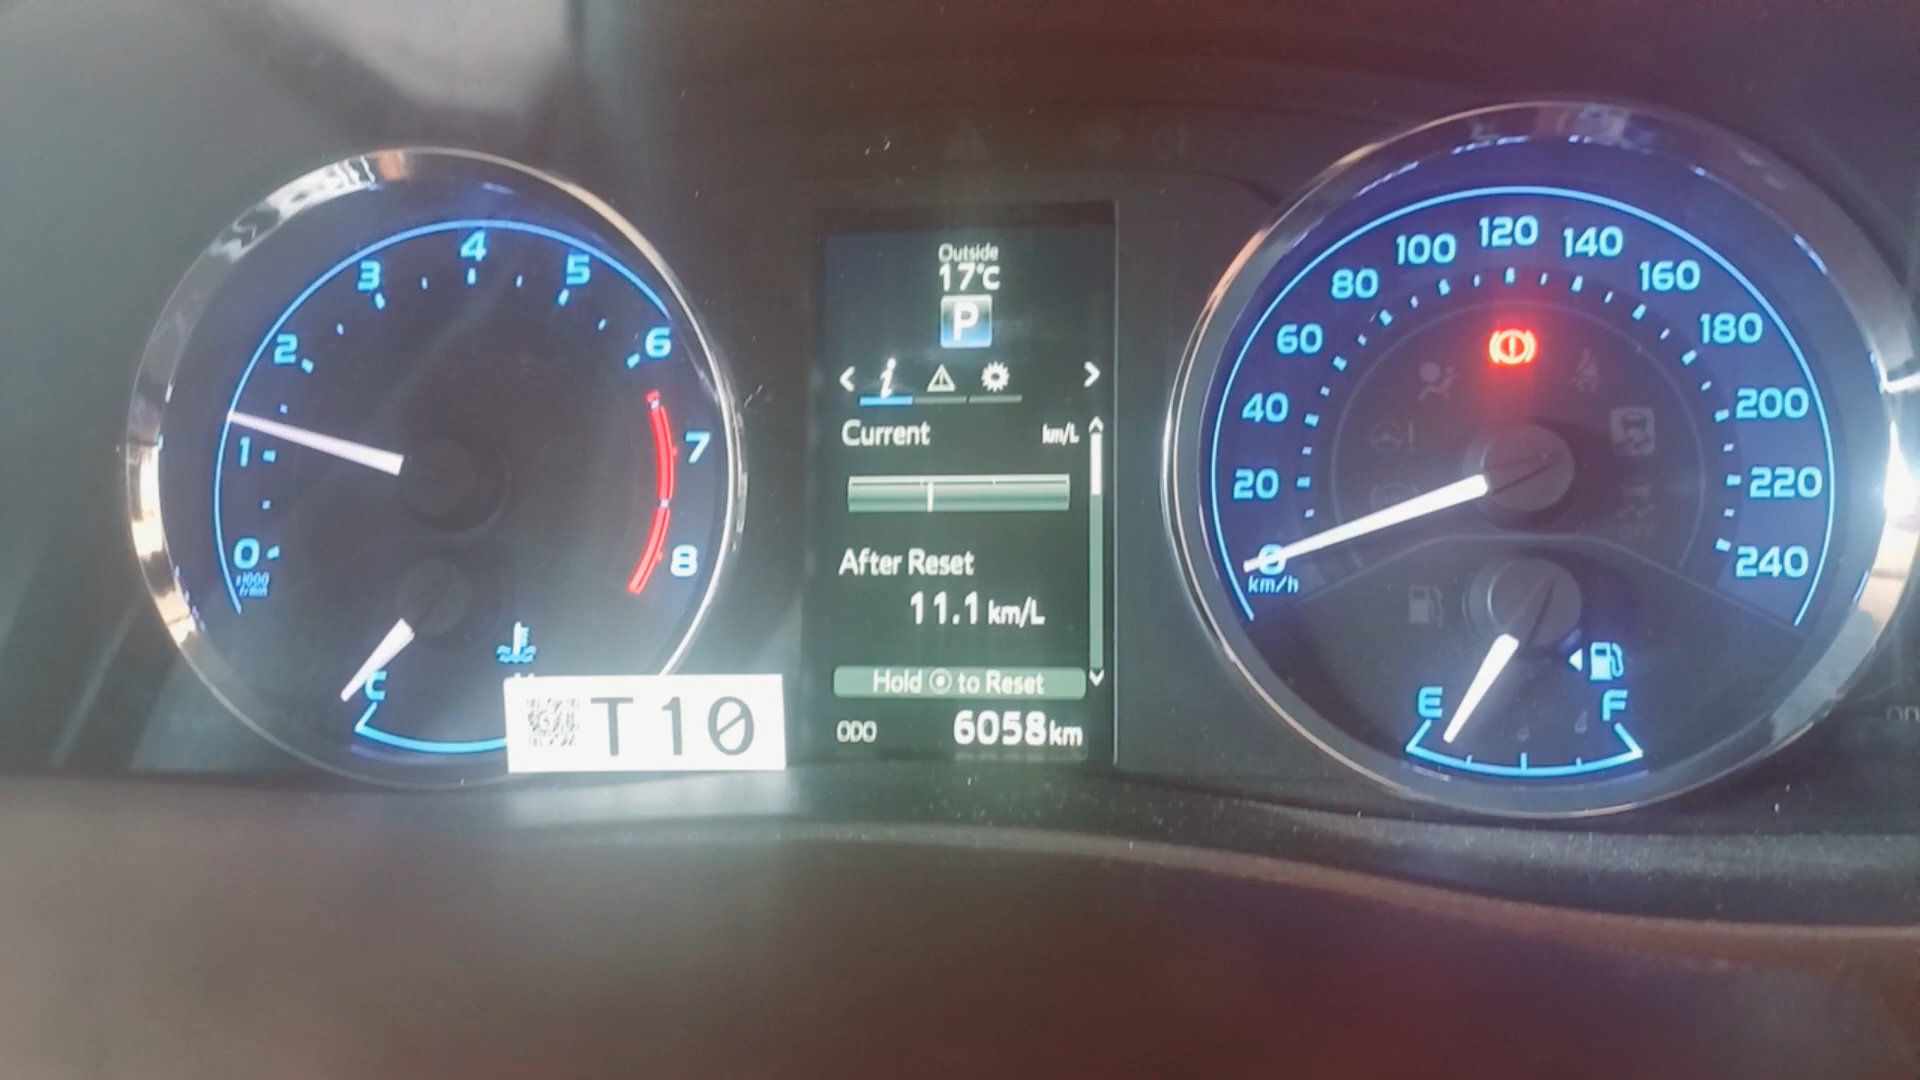 0
1
2
3
4
5
6
7
8
x1000
r/min
C
T10
Outside
17°C
P
Current km/L
After Reset
11.1 km/L
Hold to Reset
ODO 6058km
0
20
40
60
80
100
120
140
160
180
200
220
240
km/h
E F